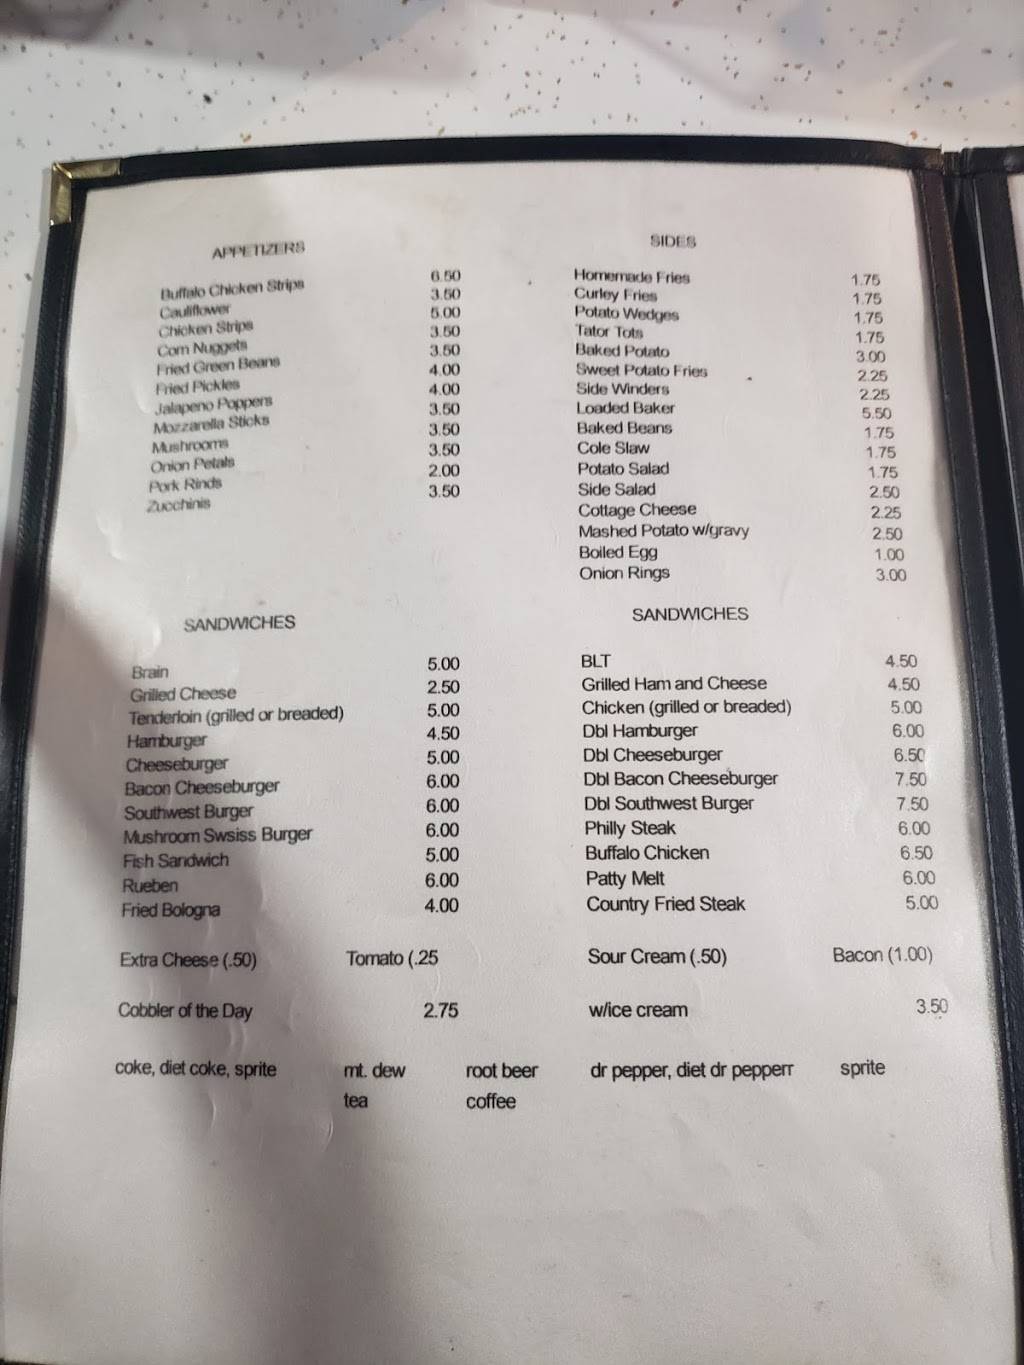 APPETIZERS
Buffalo Chicken Strips 6.50
Cauliflower 3.50
Chicken Strips 5.00
Corn Nuggets 3.50
Fried Green Beans 3.50
Fried Pickles 4.00
Jalapeno Poppers 4.00
Mozzarella Sticks 3.50
Mushrooms 3.50
Onion Petals 3.50
Pork Rinds 2.00
Zucchinis 3.50
SIDES
Homemade Fries 1.75
Curley Fries 1.75
Potato Wedges 1.75
Tator Tots 1.75
Baked Potato 3.00
Sweet Potato Fries 2.25
Side Winders 2.25
Loaded Baker 5.50
Baked Beans 1.75
Cole Slaw 1.75
Potato Salad 1.75
Side Salad 2.50
Cottage Cheese 2.25
Mashed Potato w/gravy 2.50
Boiled Egg 1.00
Onion Rings 3.00
SANDWICHES
Brain 5.00
Grilled Cheese 2.50
Tenderloin (grilled or breaded) 5.00
Hamburger 4.50
Cheeseburger 5.00
Bacon Cheeseburger 6.00
Southwest Burger 6.00
Mushroom Swsiss Burger 6.00
Fish Sandwich 5.00
Rueben 6.00
Fried Bologna 4.00
SANDWICHES
BLT 4.50
Grilled Ham and Cheese 4.50
Chicken (grilled or breaded) 5.00
Dbl Hamburger 6.00
Dbl Cheeseburger 6.50
Dbl Bacon Cheeseburger 7.50
Dbl Southwest Burger 7.50
Philly Steak 6.00
Buffalo Chicken 6.50
Patty Melt 6.00
Country Fried Steak 5.00
Extra Cheese (.50) Tomato (.25 Sour Cream (.50) Bacon (1.00)
Cobbler of the Day 2.75 w/ice cream 3.50
coke, diet coke, sprite mt. dew root beer dr pepper, diet dr pepperr sprite
tea coffee